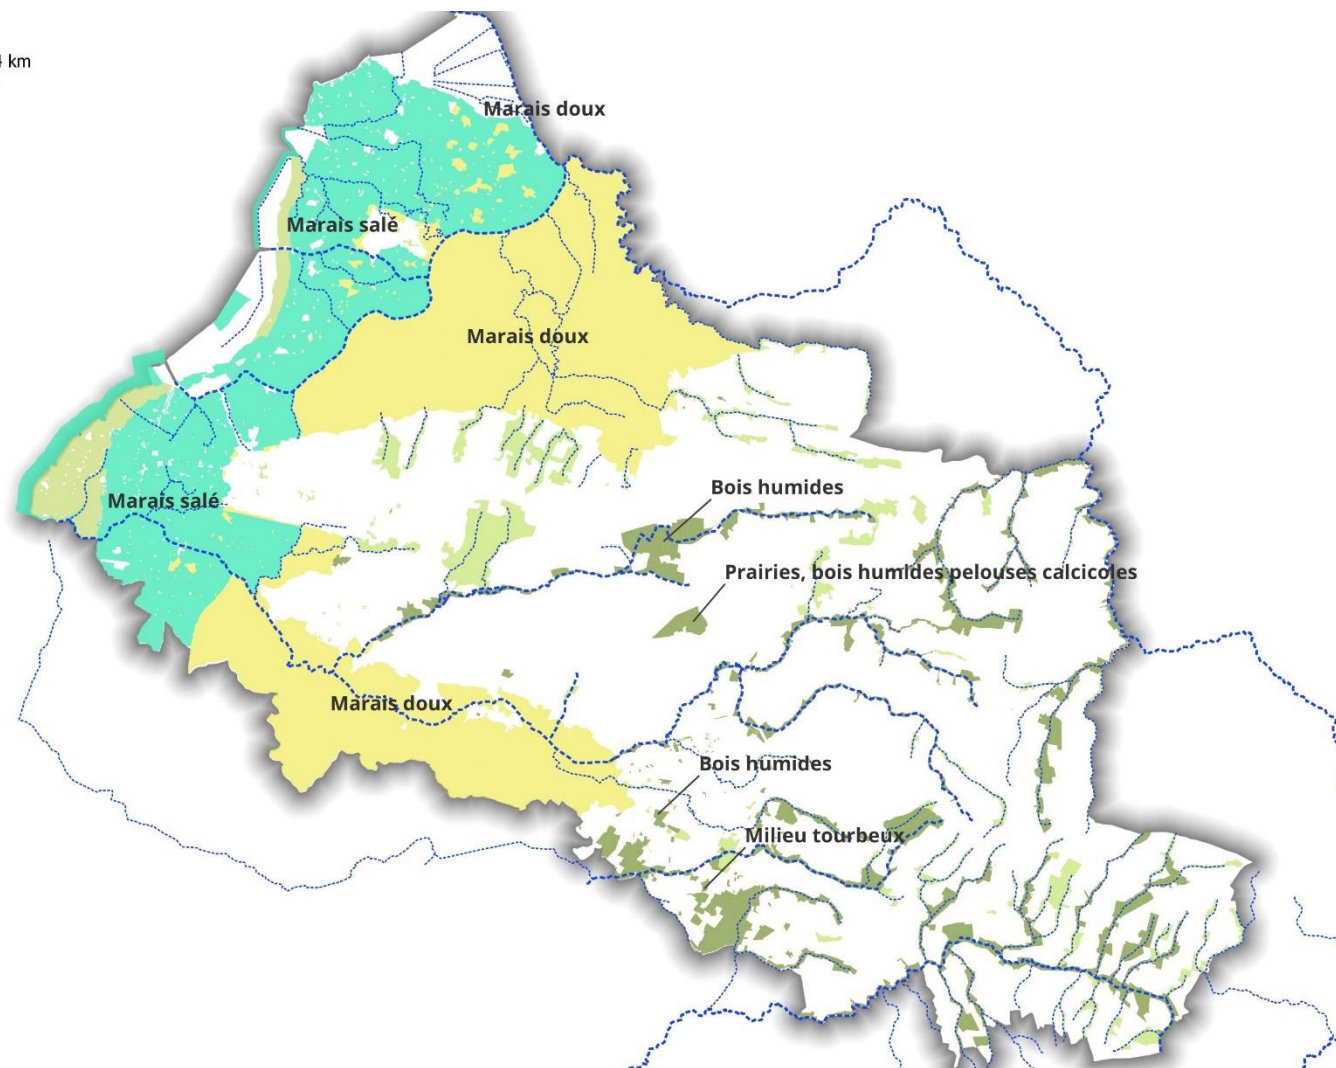 4 km
Marais doux
Marais salé
Marais doux
Bois humides
Marais salé
Prairies, bois humides pelouses calcicoles
Marais doux
Bois humides
Milieu tourbeux